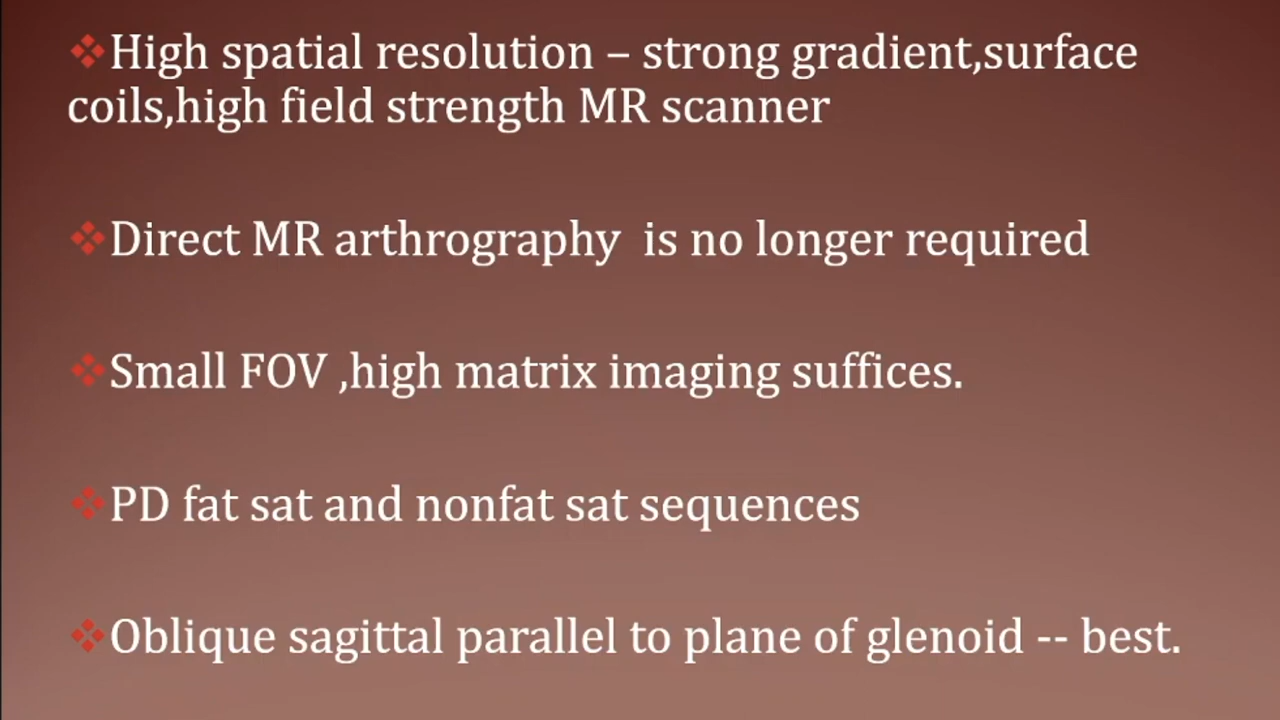 ❖High spatial resolution – strong gradient,surface
coils,high field strength MR scanner
❖Direct MR arthrography  is no longer required
❖Small FOV ,high matrix imaging suffices.
❖PD fat sat and nonfat sat sequences
❖Oblique sagittal parallel to plane of glenoid -- best.